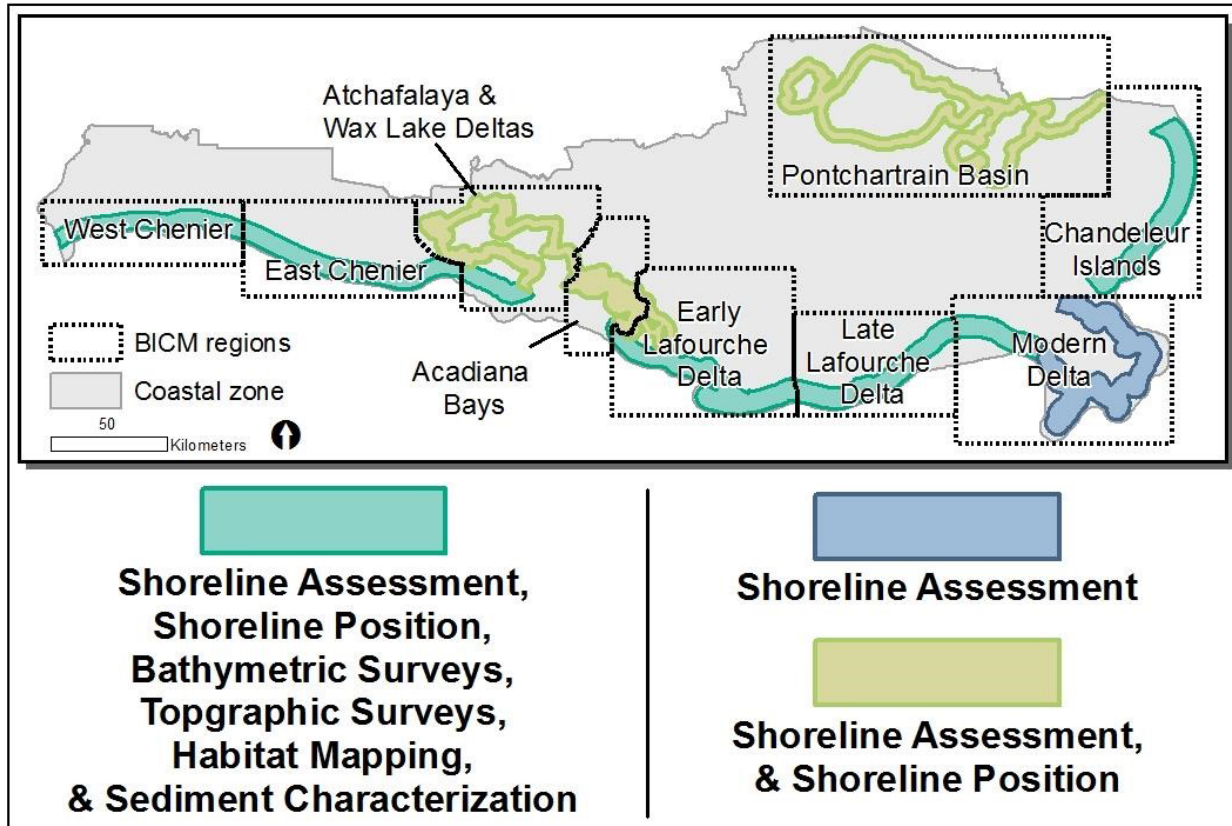 Atchafalaya &
Wax Lake Deltas
Pontchartrain Basin
West Chenier
East Chenier
Chandeleur
Islands
BICM regions
Coastal zone
50
Kilometers
Acadiana
Bays
Early
Lafourche
Delta
Late
Lafourche
Delta
Modern
Delta
Shoreline Assessment,
Shoreline Position,
Bathymetric Surveys,
Topgraphic Surveys,
Habitat Mapping,
& Sediment Characterization
Shoreline Assessment
Shoreline Assessment,
& Shoreline Position